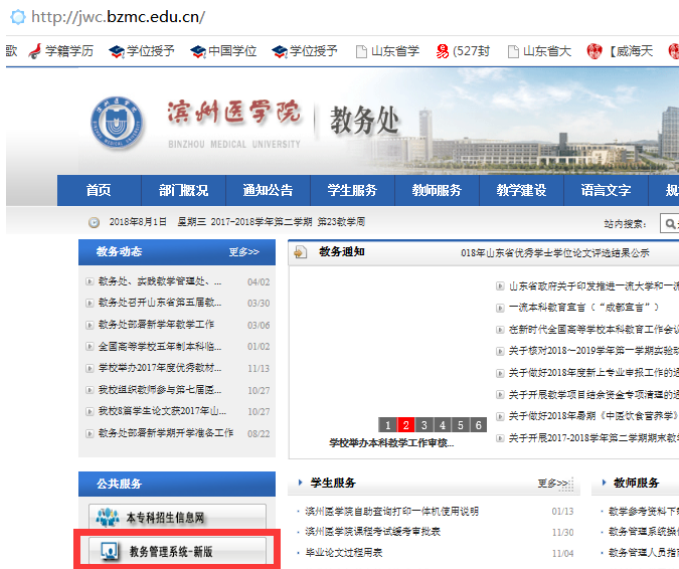 http://jwc.bzmc.edu.cn/
歌 学籍学历 学位授予 中国学位 学位授予 山东省学 (527封 山东省大 【威海天
滨州医学院 教务处
BINZHOU MEDICAL UNIVERSITY
首页 部门概况 通知公告 学生服务 教师服务 教学建设 语言文字
2018年8月1日 星期三 2017-2018学年第二学期 第23教学周 站内搜索:
教务动态 更多>>
教务处、实践教学管理处、... 04/02
教务处召开山东省第五届教... 03/30
教务处部署新学年教学工作 03/06
全国高等学校五年制本科临... 01/02
学校举办2017年度优秀教材... 11/13
我校组织教师参与第七届医... 10/27
我校8篇学生论文获2017年山... 10/27
教务处部署新学期开学准备工作 08/22
教务通知 018年山东省优秀学士学位论文评选结果公示
山东省政府关于印发推进一流大学和一流
一流本科教育宣言(“成都宣言”)
在新时代全国高等学校本科教育工作会议
关于核对2018~2019学年第一学期实验教
关于做好2018年度新上专业申报工作的通
关于开展教学项目结余资金专项清理的通
关于做好2018年暑期《中医饮食营养学》
关于开展2017-2018学年第二学期期末教学
1 2 3 4 5 6
学校举办本科教学工作审核...
公共服务
本专科招生信息网
教务管理系统-新版
学生服务 更多>>
滨州医学院自助查询打印一体机使用说明 01/13
滨州医学院课程考试缓考审批表 11/30
毕业论文过程用表 11/04
教师服务
教学参考资料下载
教务管理系统操作
教务管理人员指南